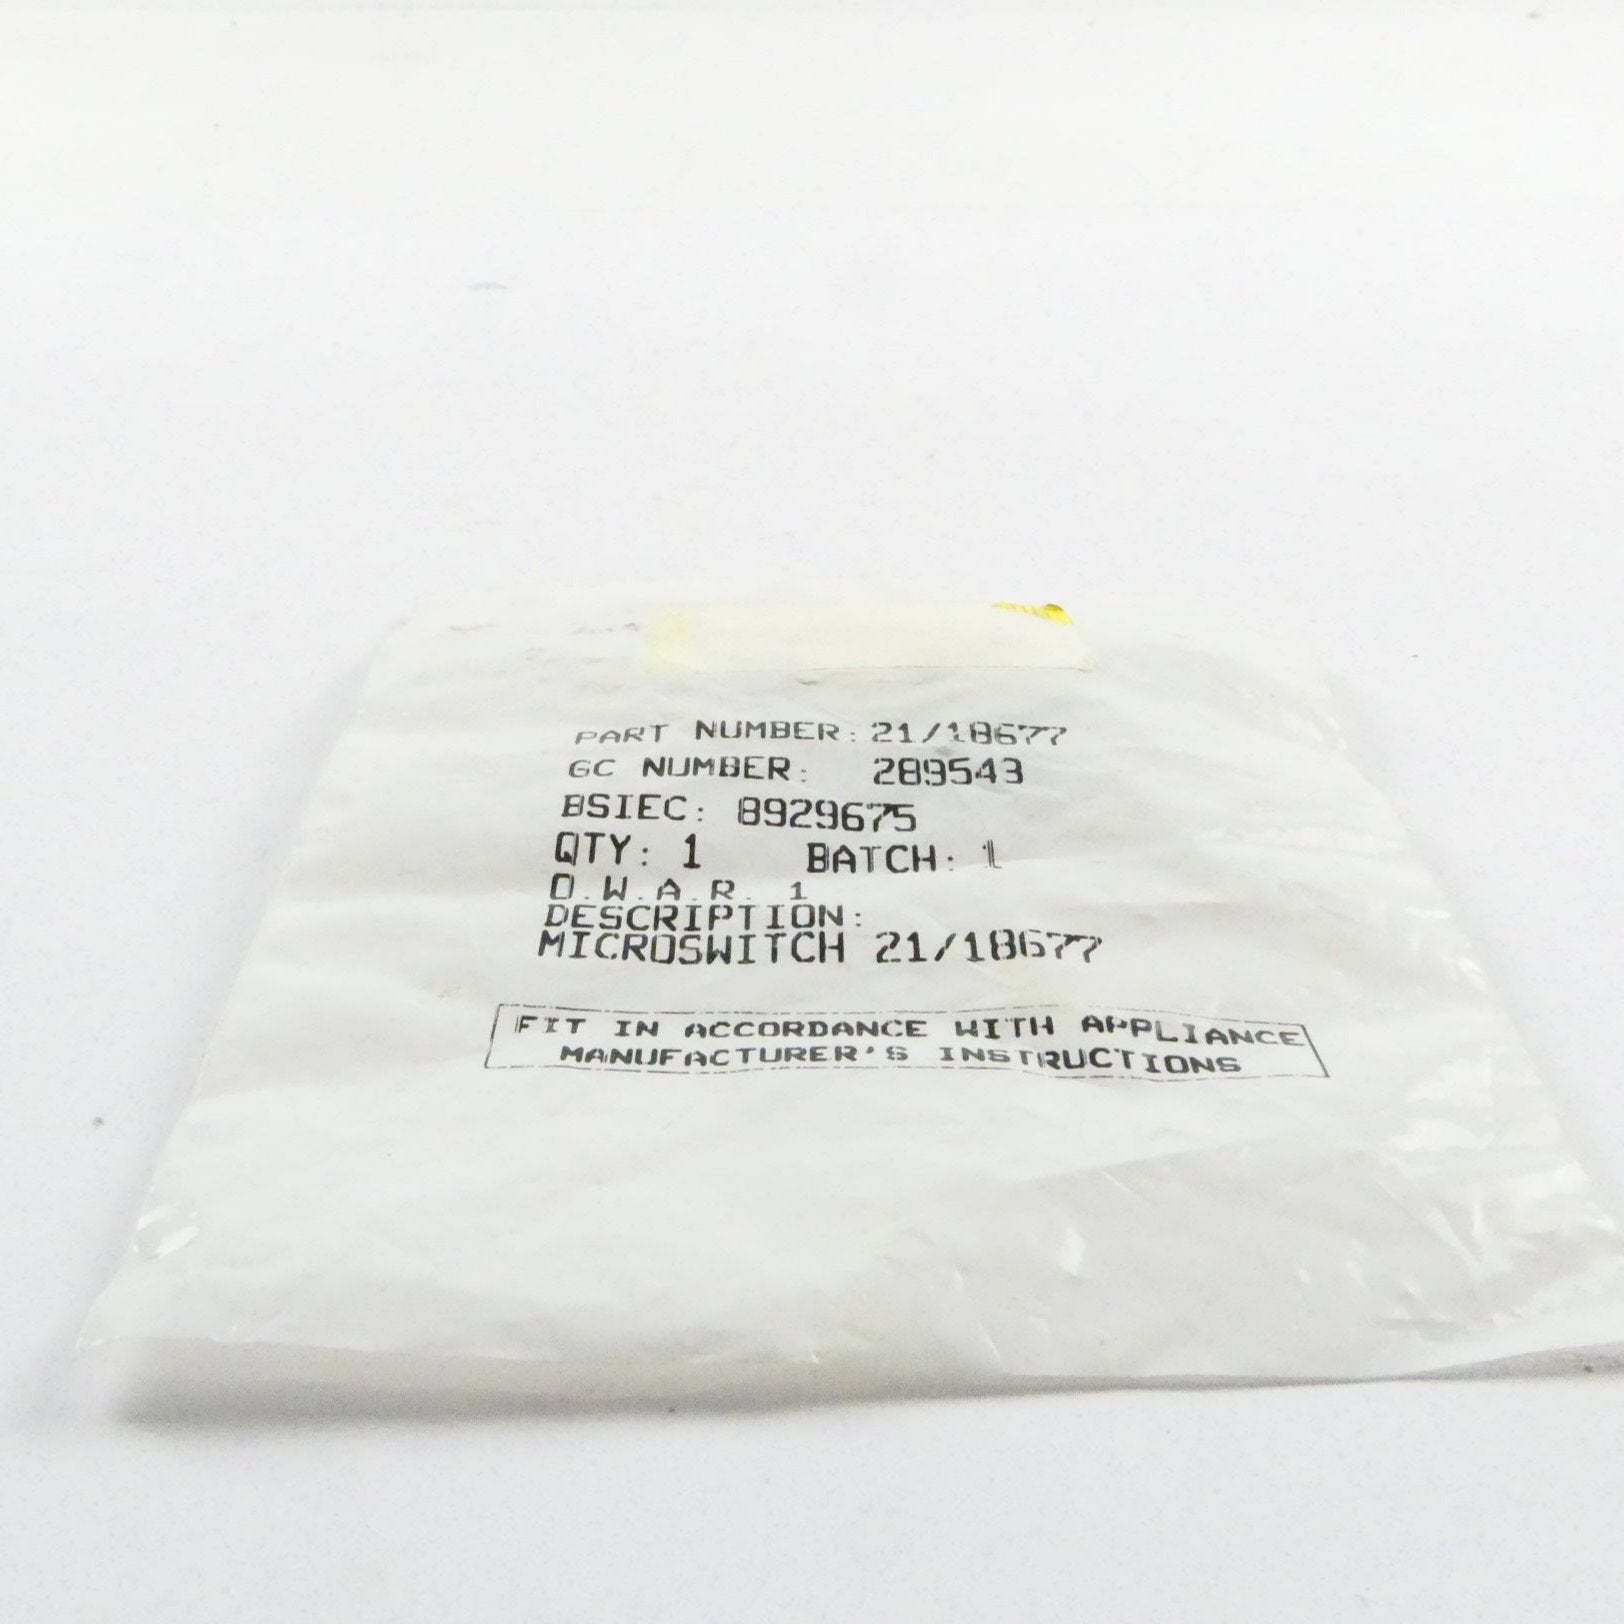 PART NUMBER: 21/18677
GC NUMBER: 289543
BSIEC: 8929675
QTY: 1 BATCH: 1
O.W.A.R. 1
DESCRIPTION:
MICROSWITCH 21/18677
FIT IN ACCORDANCE WITH APPLIANCE
MANUFACTURER'S INSTRUCTIONS